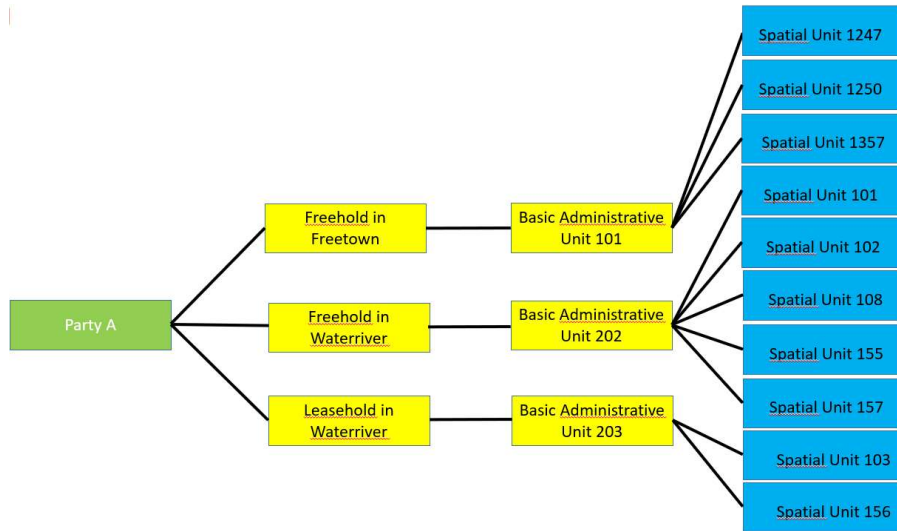 Spatial Unit 1247
Spatial Unit 1250
Spatial Unit 1357
Spatial Unit 101
Freehold in
Freetown
Basic Administrative
Unit 101
Spatial Unit 102
Spatial Unit 108
Party A
Freehold in
Waterriver
Basic Administrative
Unit 202
Spatial Unit 155
Spatial Unit 157
Leasehold in
Waterriver
Basic Administrative
Unit 203
Spatial Unit 103
Spatial Unit 156